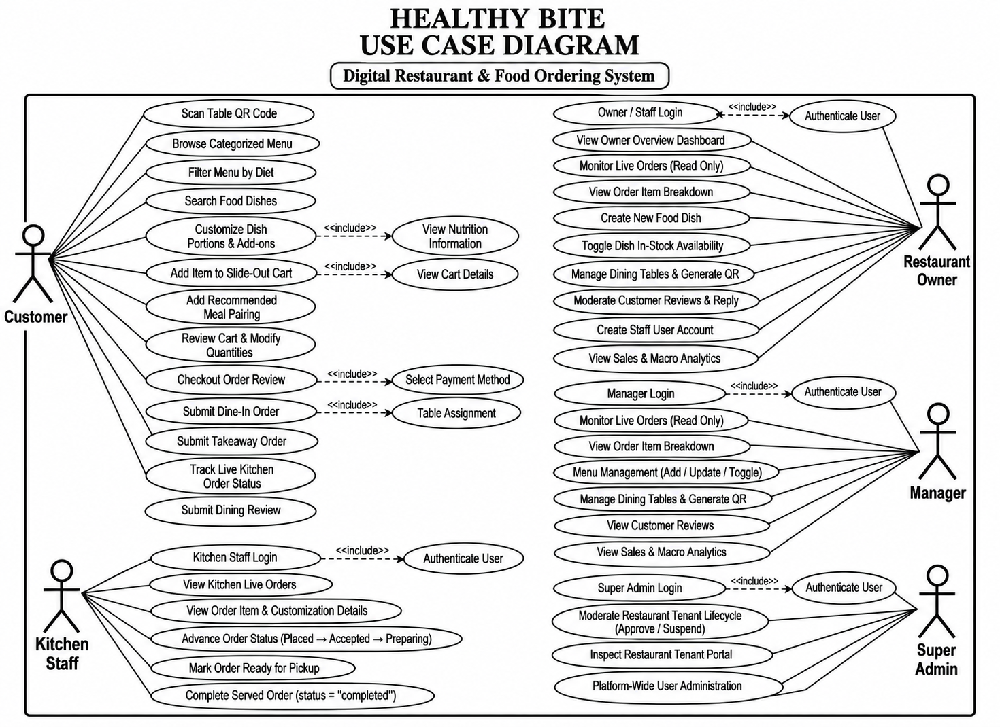 HEALTHY BITE
USE CASE DIAGRAM
Digital Restaurant & Food Ordering System
Customer
Scan Table QR Code
Browse Categorized Menu
Filter Menu by Diet
Search Food Dishes
Customize Dish
Portions & Add-ons
<<include>>
View Nutrition
Information
Add Item to Slide-Out Cart
<<include>>
View Cart Details
Add Recommended
Meal Pairing
Review Cart & Modify
Quantities
Checkout Order Review
<<include>>
Select Payment Method
Submit Dine-In Order
<<include>>
Table Assignment
Submit Takeaway Order
Track Live Kitchen
Order Status
Submit Dining Review
Kitchen
Staff
Kitchen Staff Login
<<include>>
Authenticate User
View Kitchen Live Orders
View Order Item & Customization Details
Advance Order Status (Placed → Accepted → Preparing)
Mark Order Ready for Pickup
Complete Served Order (status = "completed")
Owner / Staff Login
<<include>>
Authenticate User
View Owner Overview Dashboard
Monitor Live Orders (Read Only)
View Order Item Breakdown
Create New Food Dish
Toggle Dish In-Stock Availability
Manage Dining Tables & Generate QR
Moderate Customer Reviews & Reply
Create Staff User Account
View Sales & Macro Analytics
Restaurant
Owner
Manager Login
<<include>>
Authenticate User
Monitor Live Orders (Read Only)
View Order Item Breakdown
Menu Management (Add / Update / Toggle)
Manage Dining Tables & Generate QR
View Customer Reviews
View Sales & Macro Analytics
Manager
Super Admin Login
<<include>>
Authenticate User
Moderate Restaurant Tenant Lifecycle
(Approve / Suspend)
Inspect Restaurant Tenant Portal
Platform-Wide User Administration
Super
Admin